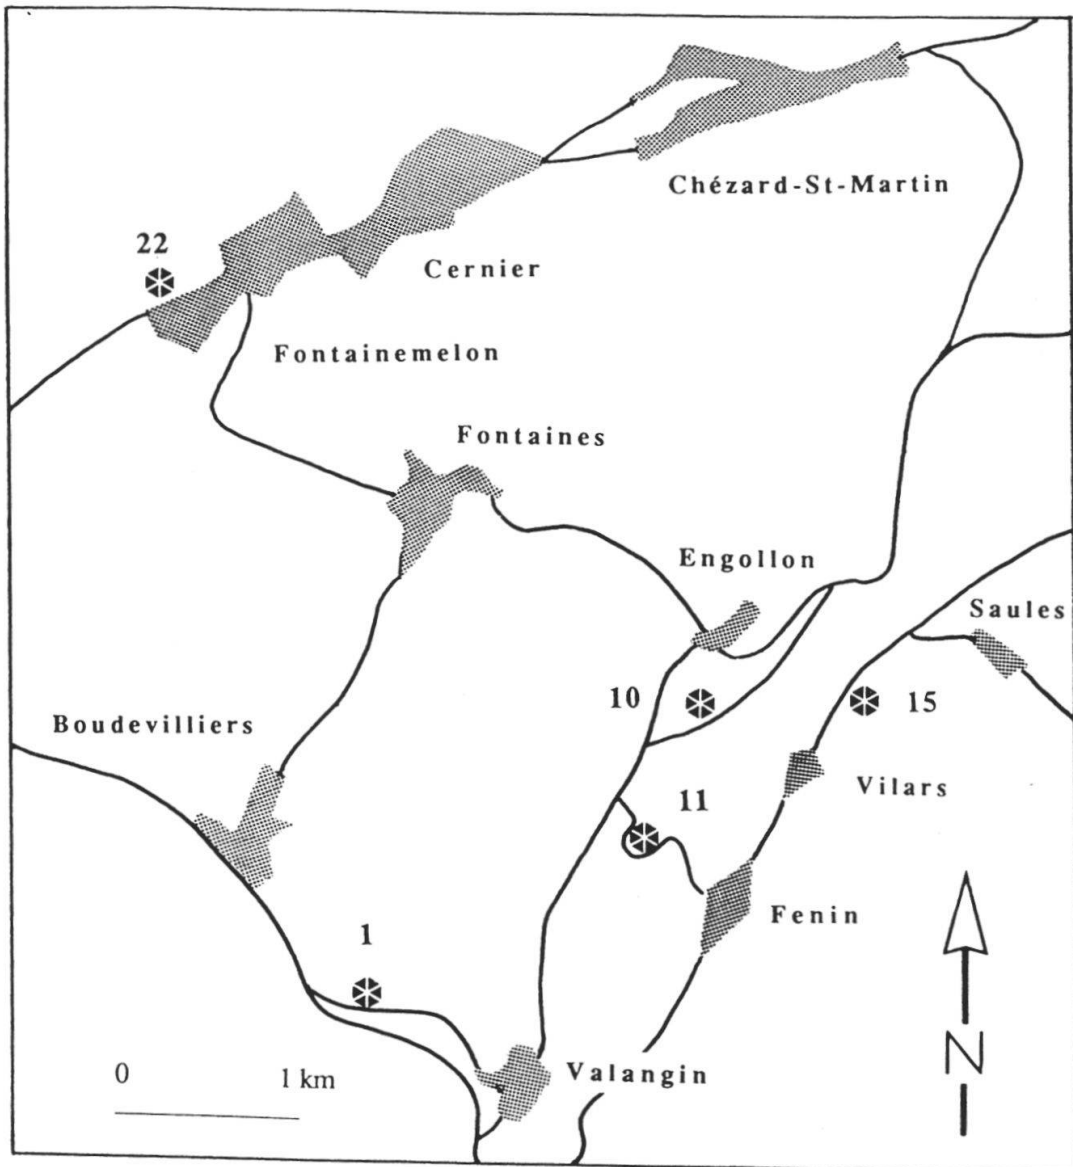 Chézard-St-Martin
22
Cernier
Fontainemelon
Fontaines
Engollon
Saules
10
15
Boudevilliers
Vilars
11
Fenin
1
Valangin
0 1 km
N